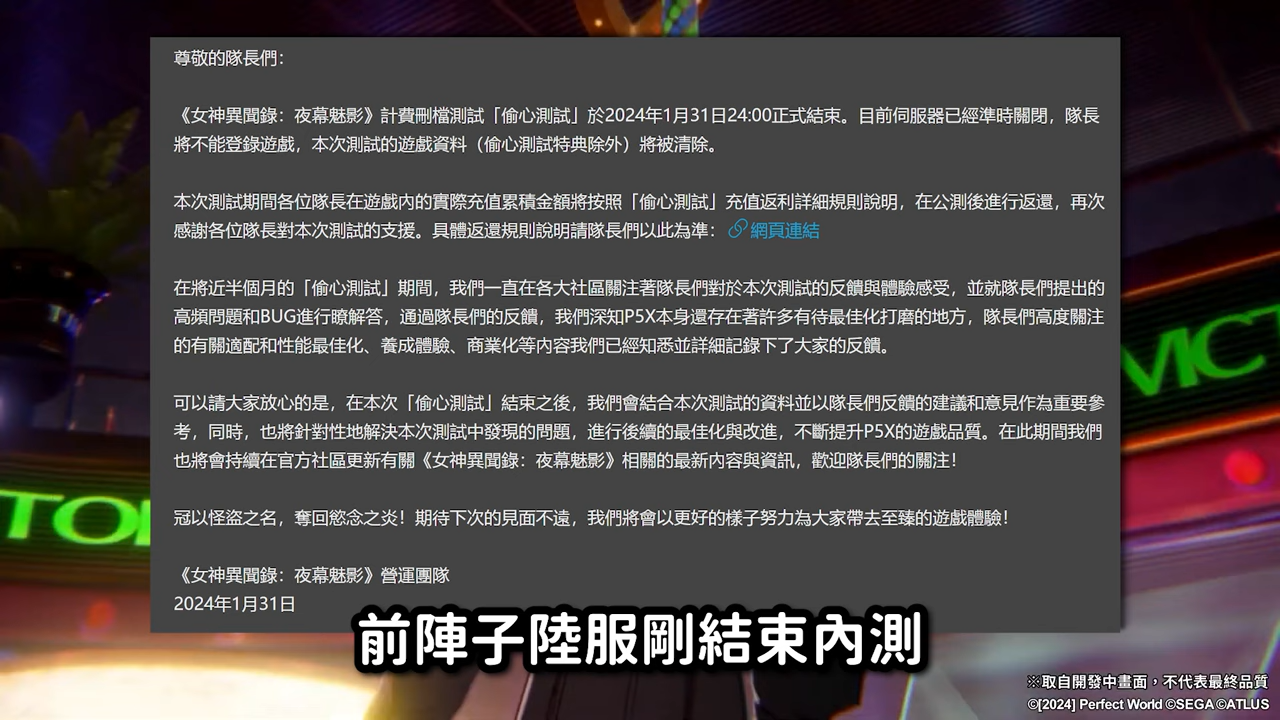 尊敬的隊長們：
《女神異聞錄：夜幕魅影》計費刪檔測試「偷心測試」於2024年1月31日24:00正式結束。目前伺服器已經準時關閉，隊長
將不能登錄遊戲，本次測試的遊戲資料（偷心測試特典除外）將被清除。
本次測試期間各位隊長在遊戲內的實際充值累積金額將按照「偷心測試」充值返利詳細規則說明，在公測後進行返還，再次
感謝各位隊長對本次測試的支援。具體返還規則說明請隊長們以此為準： 網頁連結
在將近半個月的「偷心測試」期間，我們一直在各大社區關注著隊長們對於本次測試的反饋與體驗感受，並就隊長們提出的
高頻問題和BUG進行瞭解答，通過隊長們的反饋，我們深知P5X本身還存在著許多有待最佳化打磨的地方，隊長們高度關注
的有關適配和性能最佳化、養成體驗、商業化等內容我們已經知悉並詳細記錄下了大家的反饋。
可以請大家放心的是，在本次「偷心測試」結束之後，我們會結合本次測試的資料並以隊長們反饋的建議和意見作為重要參
考，同時，也將針對性地解決本次測試中發現的問題，進行後續的最佳化與改進，不斷提升P5X的遊戲品質。在此期間我們
也將會持續在官方社區更新有關《女神異聞錄：夜幕魅影》相關的最新內容與資訊，歡迎隊長們的關注！
冠以怪盜之名，奪回慾念之炎！期待下次的見面不遠，我們將會以更好的樣子努力為大家帶去至臻的遊戲體驗！
《女神異聞錄：夜幕魅影》營運團隊
2024年1月31日
前陣子陸服剛結束內測
※取自開發中畫面，不代表最終品質
©[2024] Perfect World ©SEGA ©ATLUS
VICT